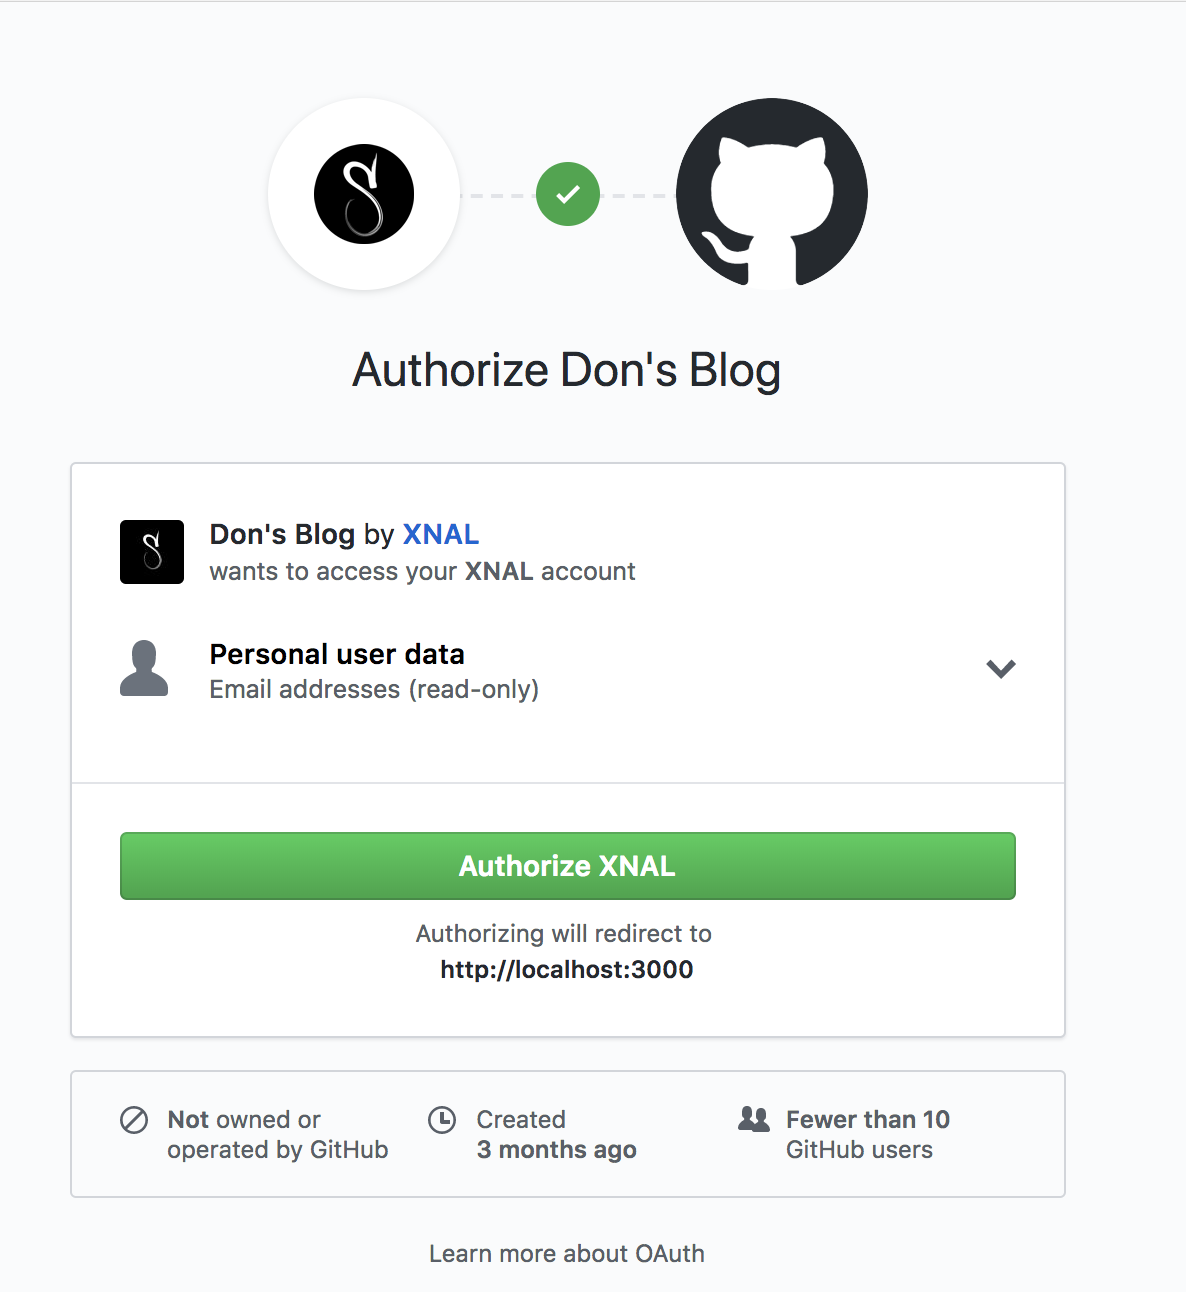 Authorize Don's Blog
Don's Blog by XNAL
wants to access your XNAL account
Personal user data
Email addresses (read-only)
Authorize XNAL
Authorizing will redirect to
http://localhost:3000
Not owned or
operated by GitHub
Created
3 months ago
Fewer than 10
GitHub users
Learn more about OAuth